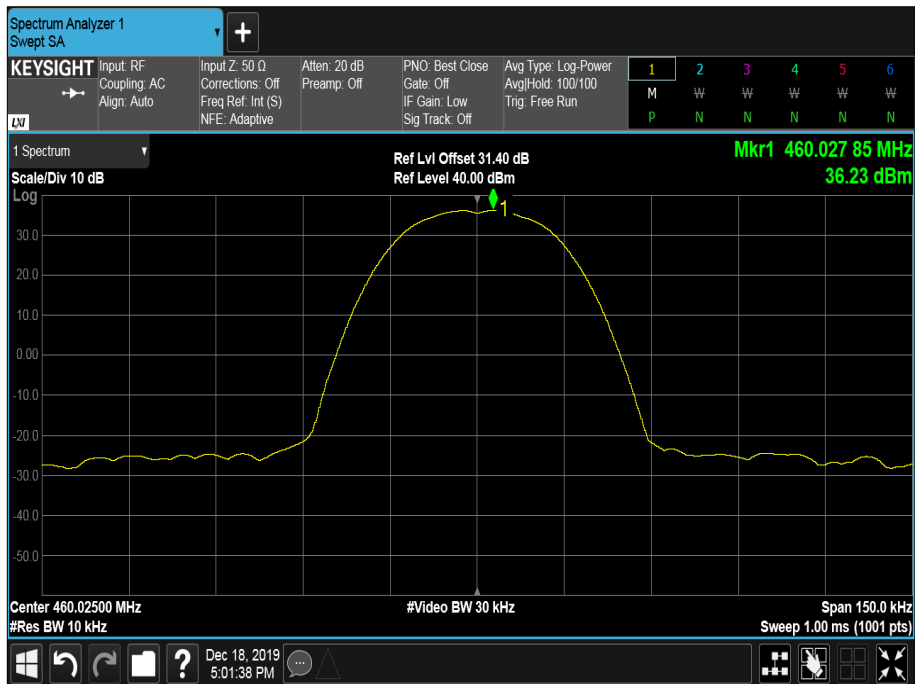 Spectrum Analyzer 1
Swept SA
KEYSIGHT
LXI
Input: RF
Coupling: AC
Align: Auto
Input Z: 50 Ω
Corrections: Off
Freq Ref: Int (S)
NFE: Adaptive
Atten: 20 dB
Preamp: Off
PNO: Best Close
Gate: Off
IF Gain: Low
Sig Track: Off
Avg Type: Log-Power
Avg|Hold: 100/100
Trig: Free Run
1 2 3 4 5 6
M W W W W W
P N N N N N
1 Spectrum
Scale/Div 10 dB
Ref Lvl Offset 31.40 dB
Ref Level 40.00 dBm
Mkr1 460.027 85 MHz
36.23 dBm
Log
1
30.0
20.0
10.0
0.00
-10.0
-20.0
-30.0
-40.0
-50.0
Center 460.02500 MHz
#Video BW 30 kHz
Span 150.0 kHz
#Res BW 10 kHz
Sweep 1.00 ms (1001 pts)
?
Dec 18, 2019
5:01:38 PM